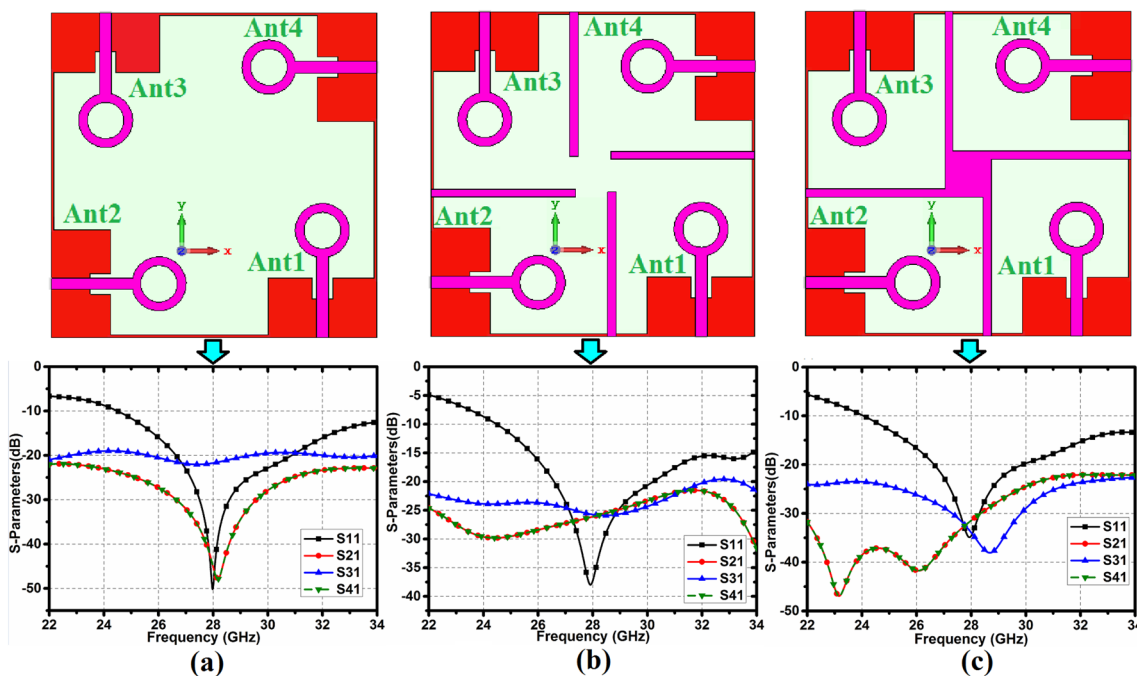 Ant4
Ant3
Ant2
y
z
x
Ant1
Ant4
Ant3
Ant2
y
z
x
Ant1
Ant4
Ant3
Ant2
y
z
x
Ant1
0
-10
-20
-30
-40
-50
S-Parameters(dB)
S11
S21
S31
S41
22 24 26 28 30 32 34
Frequency (GHz)
(a)
0
-5
-10
-15
-20
-25
-30
-35
-40
S-Parameters(dB)
S11
S21
S31
S41
22 24 26 28 30 32 34
Frequency (GHz)
(b)
0
-10
-20
-30
-40
-50
S-Parameters(dB)
S11
S21
S31
S41
22 24 26 28 30 32 34
Frequency (GHz)
(c)